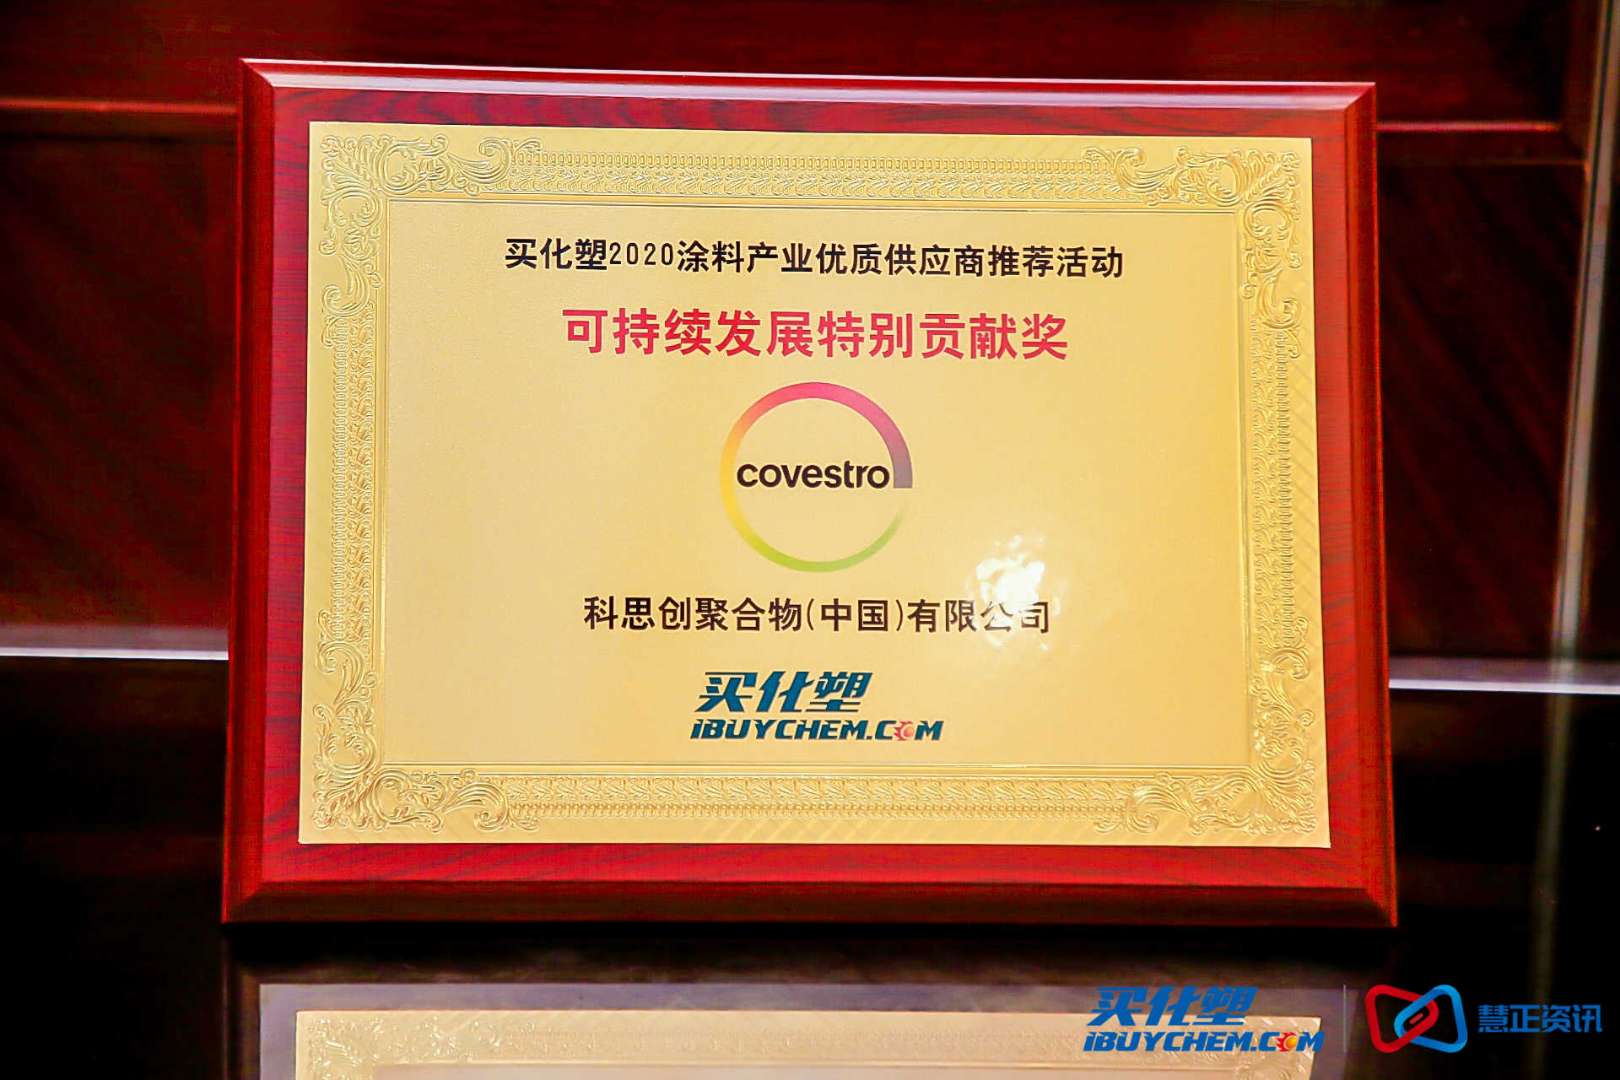 买化塑2020涂料产业优质供应商推荐活动
可持续发展特别贡献奖
covestro
科思创聚合物(中国)有限公司
买化塑
iBUYCHEM.COM
买化塑
iBUYCHEM.COM
慧正资讯